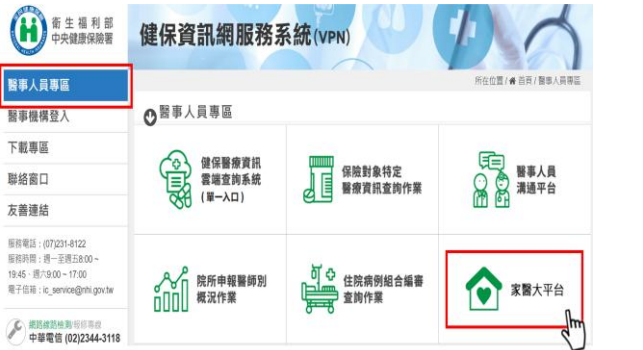 衛生福利部
中央健康保險署
健保資訊網服務系統(VPN)
所在位置 / 首頁 / 醫事人員專區
醫事人員專區
醫事機構登入
下載專區
聯絡窗口
友善連結
服務電話:(07)231-8122
服務時間:週一至週五8:00~
19:45、週六9:00~17:00
電子信箱:ic_service@nhi.gov.tw
網路線路檢測/報修專線
中華電信 (02)2344-3118
醫事人員專區
健保醫療資訊
雲端查詢系統
(單一入口)
保險對象特定
醫療資訊查詢作業
醫事人員
溝通平台
院所申報醫師別
概況作業
住院病例組合編審
查詢作業
家醫大平台